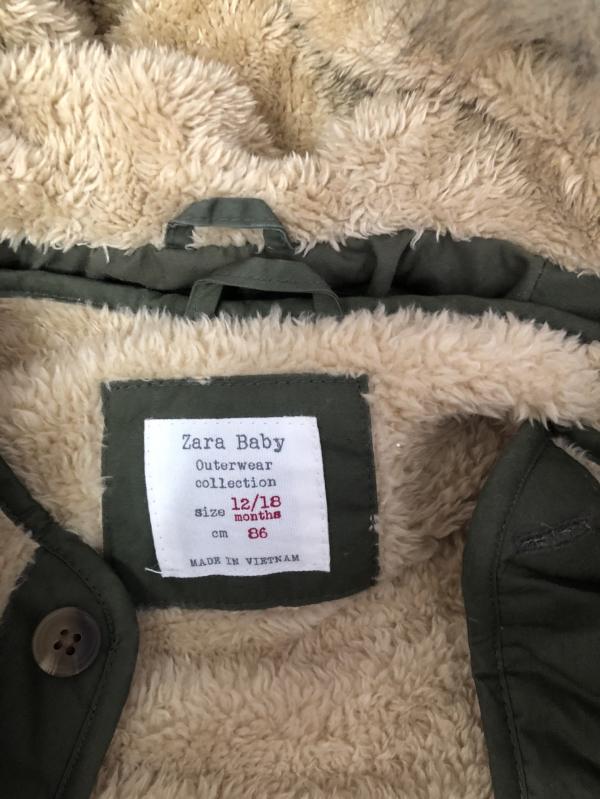 Zara Baby
Outerwear
collection
size 12/18
months
cm 86
MADE IN VIETNAM